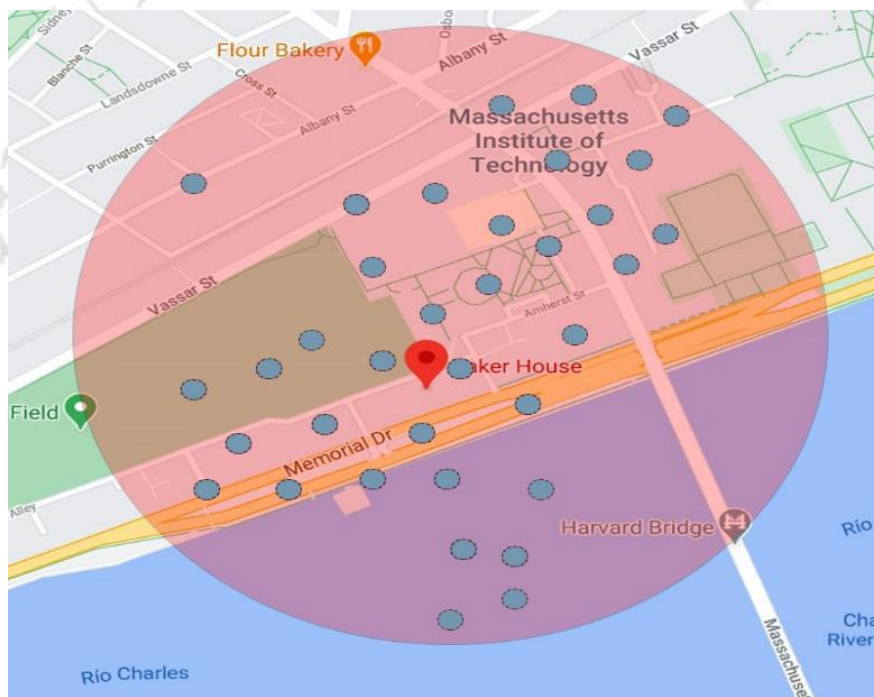 Sidney
Osbo
Blanche St
Flour Bakery
Albany St
Vassar St
Landsdowne St
Cross St
Massachusetts
Institute of
Technology
Albany St
Purrington St
Vassar St
Amherst St
aker House
Field
Memorial Dr
Alley
Harvard Bridge
Río
Río Charles
Massachuset
Cha
River